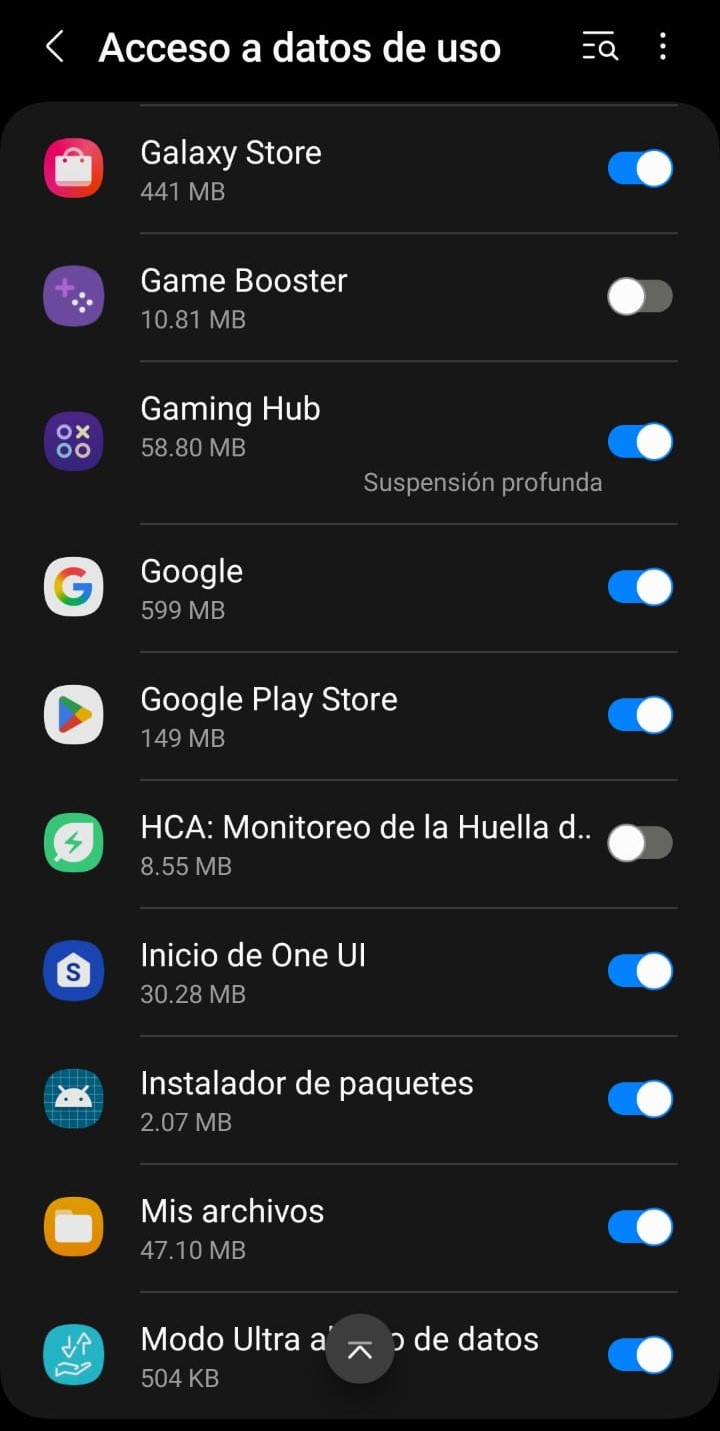 Acceso a datos de uso
Galaxy Store
441 MB
Game Booster
10.81 MB
Gaming Hub
58.80 MB
Suspensión profunda
Google
599 MB
Google Play Store
149 MB
HCA: Monitoreo de la Huella d..
8.55 MB
Inicio de One UI
30.28 MB
Instalador de paquetes
2.07 MB
Mis archivos
47.10 MB
Modo Ultra a o de datos
504 KB